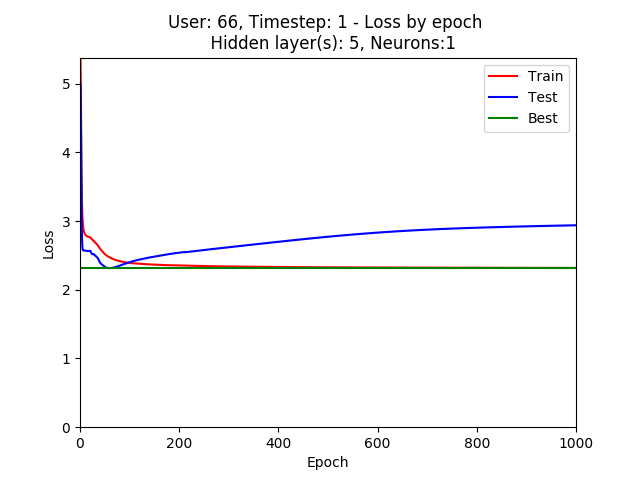 User: 66, Timestep: 1 - Loss by epoch
Hidden layer(s): 5, Neurons:1
Train
Test
Best
5
4
3
2
1
0
Loss
0 200 400 600 800 1000
Epoch